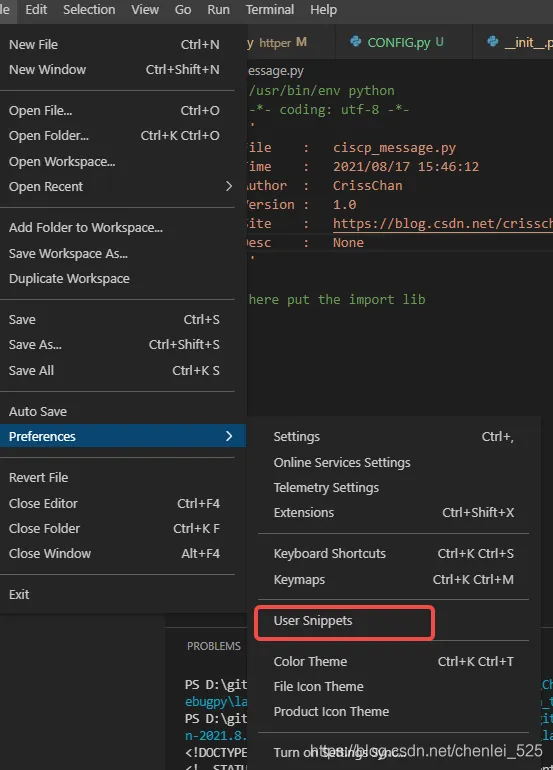 le Edit Selection View Go Run Terminal Help
New File Ctrl+N
New Window Ctrl+Shift+N
Open File... Ctrl+O
Open Folder... Ctrl+K Ctrl+O
Open Workspace...
Open Recent
Add Folder to Workspace...
Save Workspace As...
Duplicate Workspace
Save Ctrl+S
Save As... Ctrl+Shift+S
Save All Ctrl+K S
Auto Save
Preferences
Revert File
Close Editor Ctrl+F4
Close Folder Ctrl+K F
Close Window Alt+F4
Exit
y httper M CONFIG.py U __init__.p
essage.py
/usr/bin/env python
-*- coding: utf-8 -*-
'
ile : ciscp_message.py
ime : 2021/08/17 15:46:12
uthor : CrissChan
ersion : 1.0
ite : https://blog.csdn.net/crissch
esc : None
'
here put the import lib
Settings Ctrl+,
Online Services Settings
Telemetry Settings
Extensions Ctrl+Shift+X
Keyboard Shortcuts Ctrl+K Ctrl+S
Keymaps Ctrl+K Ctrl+M
User Snippets
Color Theme Ctrl+K Ctrl+T
File Icon Theme
Product Icon Theme
Turn on Settings Sync...
PROBLEMS
PS D:\git
ebugpy\la
PS D:\git
n-2021.8.
<!DOCTYPE
<! STAT
https://blog.csdn.net/chenlei_525